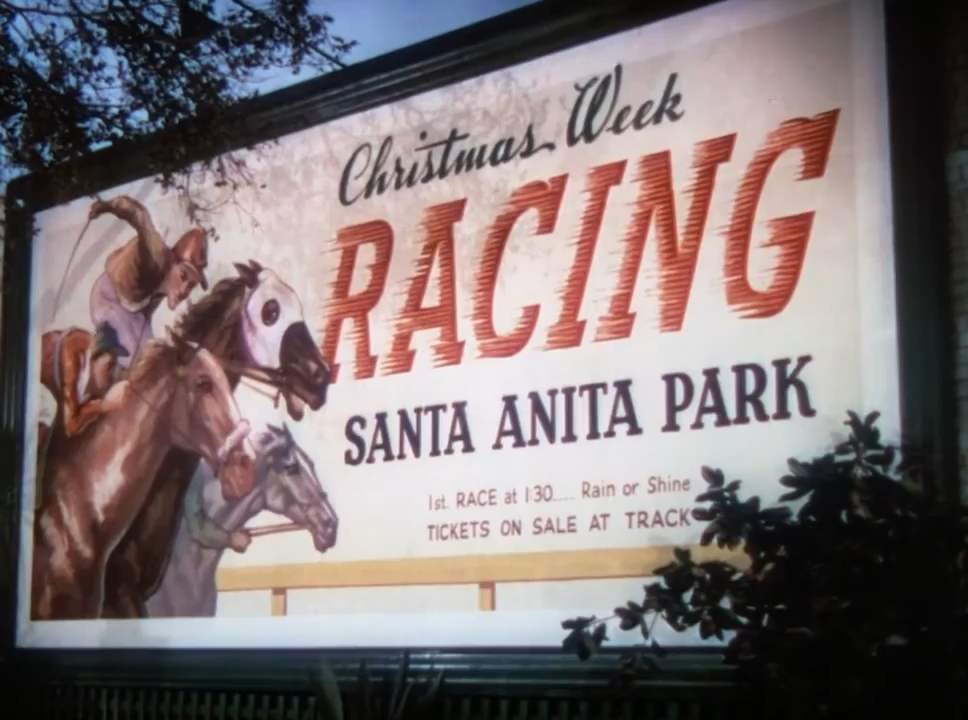 Christmas Week
RACING
SANTA ANITA PARK
1st. RACE at 1:30.... Rain or Shine
TICKETS ON SALE AT TRACK